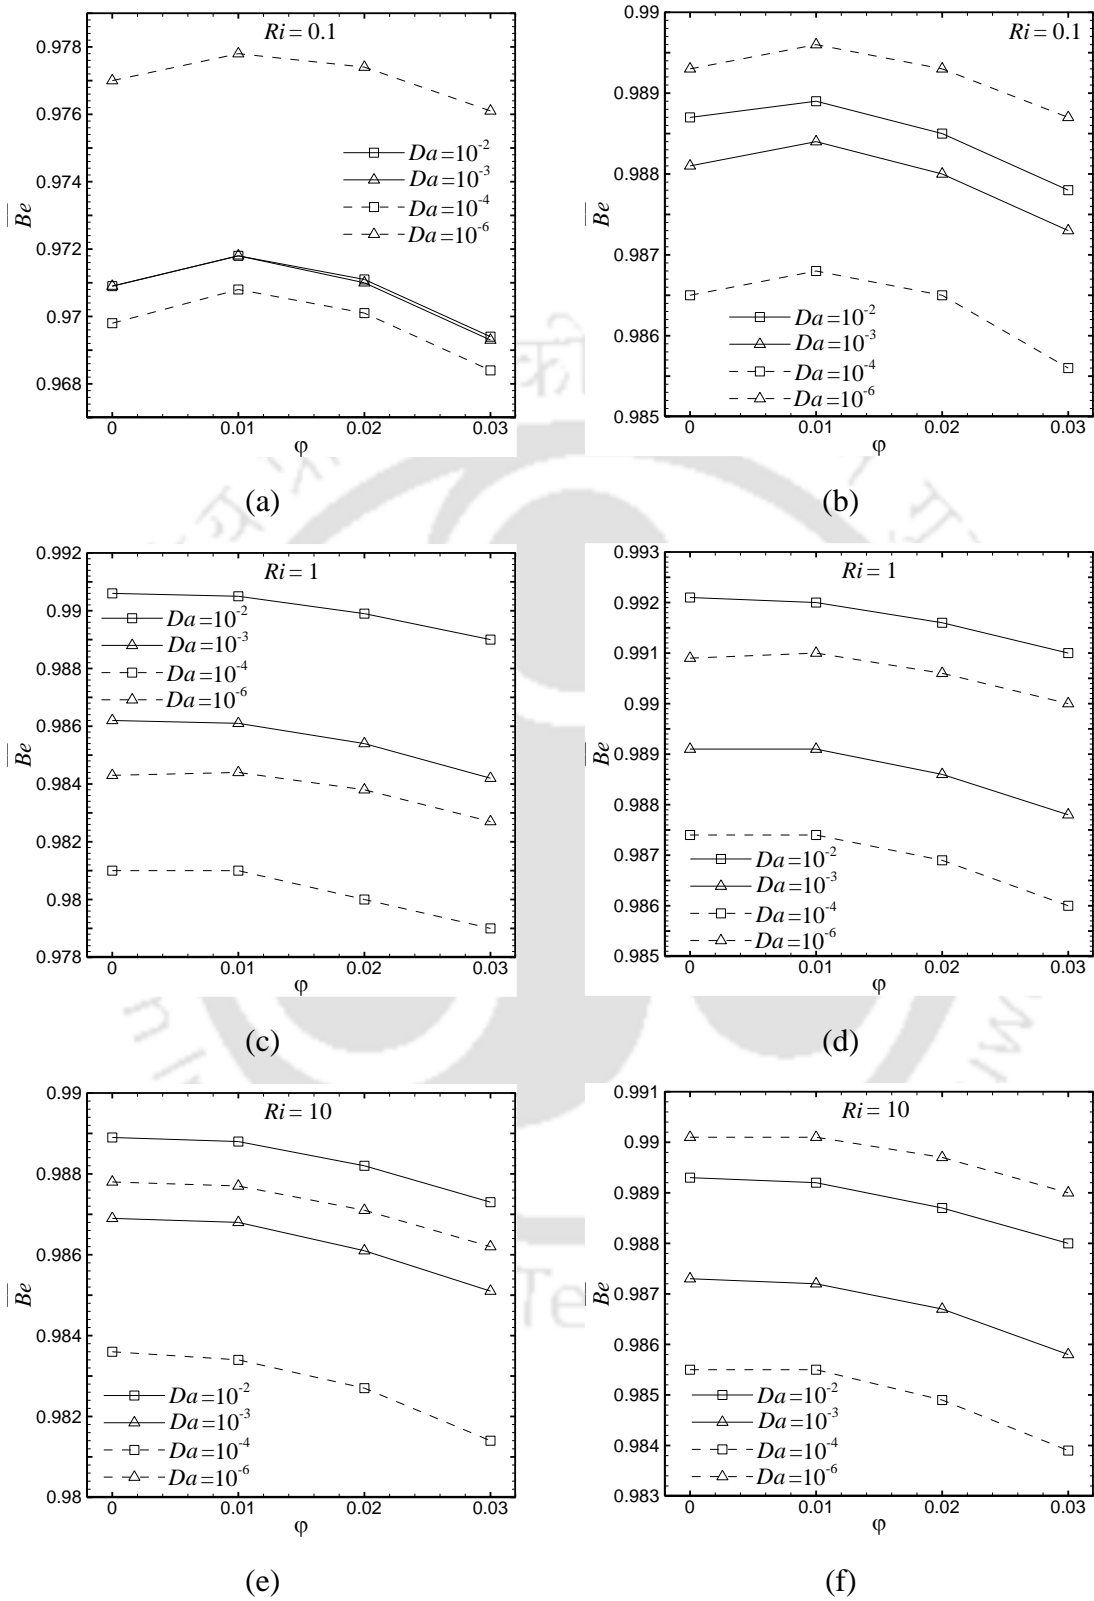 Ri = 0.1
0.978
0.976
0.974
0.972
0.97
0.968
Be
Da=10⁻²
Da=10⁻³
Da=10⁻⁴
Da=10⁻⁶
0 0.01 0.02 0.03
φ
(a)
Ri = 0.1
0.99
0.989
0.988
0.987
0.986
0.985
Be
Da=10⁻²
Da=10⁻³
Da=10⁻⁴
Da=10⁻⁶
0 0.01 0.02 0.03
φ
(b)
Ri = 1
0.992
0.99
0.988
0.986
0.984
0.982
0.98
0.978
Be
Da=10⁻²
Da=10⁻³
Da=10⁻⁴
Da=10⁻⁶
0 0.01 0.02 0.03
φ
(c)
Ri = 1
0.993
0.992
0.991
0.99
0.989
0.988
0.987
0.986
0.985
Be
Da=10⁻²
Da=10⁻³
Da=10⁻⁴
Da=10⁻⁶
0 0.01 0.02 0.03
φ
(d)
Ri = 10
0.99
0.988
0.986
0.984
0.982
0.98
Be
Da=10⁻²
Da=10⁻³
Da=10⁻⁴
Da=10⁻⁶
0 0.01 0.02 0.03
φ
(e)
Ri = 10
0.991
0.99
0.989
0.988
0.987
0.986
0.985
0.984
0.983
Be
Da=10⁻²
Da=10⁻³
Da=10⁻⁴
Da=10⁻⁶
0 0.01 0.02 0.03
φ
(f)